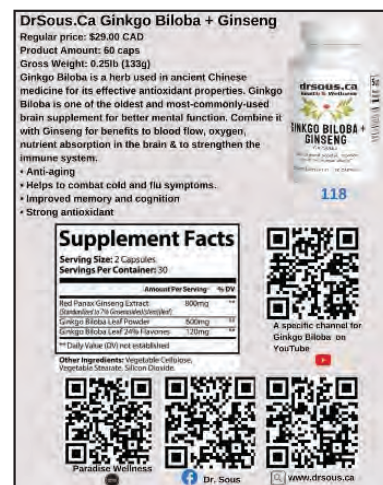 DrSous.Ca Ginkgo Biloba + Ginseng
Regular price: $29.00 CAD
Product Amount: 60 caps
Gross Weight: 0.25lb (133g)
Ginkgo Biloba is a herb used in ancient Chinese
medicine for its effective antioxidant properties. Ginkgo
Biloba is one of the oldest and most-commonly-used
brain supplement for better mental function. Combine it
with Ginseng for benefits to blood flow, oxygen,
nutrient absorption in the brain & to strengthen the
immune system.
• Anti-aging
• Helps to combat cold and flu symptoms.
• Improved memory and cognition
• Strong antioxidant
drsous.ca
Health & Wellness
GINKGO BILOBA +
GINSENG
118
Supplement Facts
Serving Size: 2 Capsules
Servings Per Container: 30
Amount Per Serving % DV
Red Panax Ginseng Extract 800mg **
Ginkgo Biloba Leaf Powder 600mg **
Ginkgo Biloba Leaf 24% Flavones 120mg **
** Daily Value (DV) not established
Other Ingredients: Vegetable Cellulose,
Vegetable Stearate, Silicon Dioxide
A specific channel for
Ginkgo Biloba on
YouTube
Paradise Wellness
Dr. Sous
www.drsous.ca